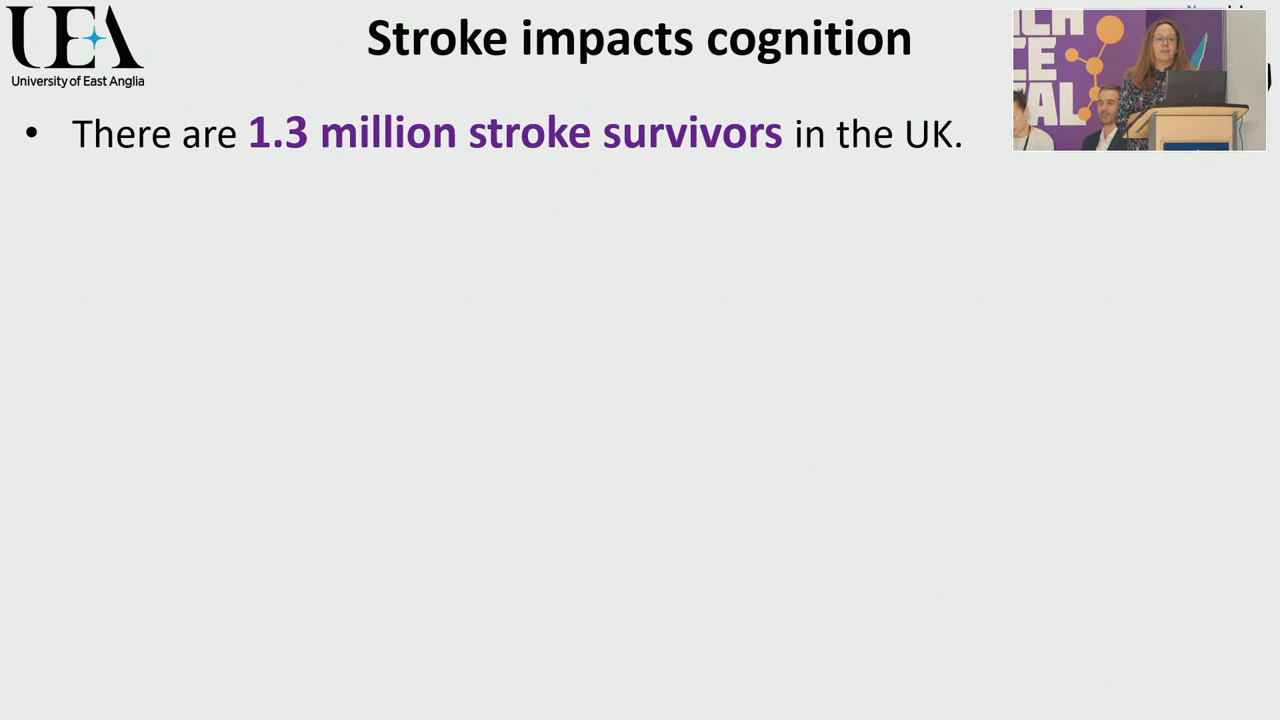 UEA
University of East Anglia
Stroke impacts cognition
• There are 1.3 million stroke survivors in the UK.